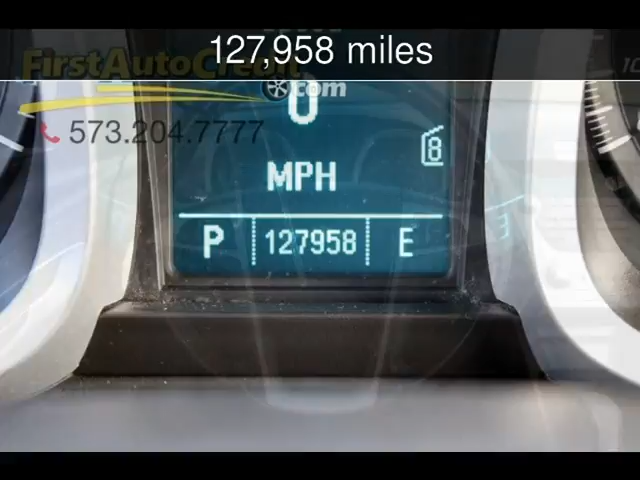 127,958 miles
FirstAutoCredit
.com
0
573.204.7777
8
MPH
P 127958 E